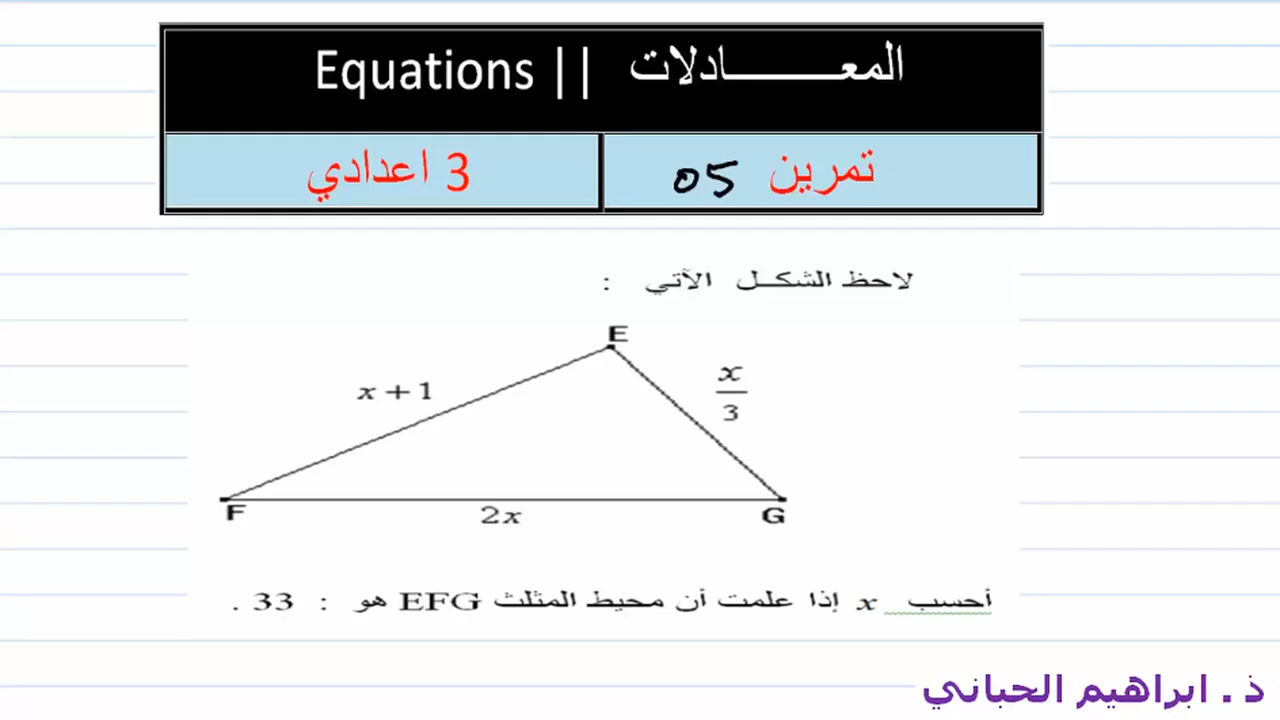 المعـــــــــادلات || Equations
تمرين 05
3 اعدادي
لاحظ الشكـل الآتي :
E
x + 1
x
3
F
2x
G
أحسب x إذا علمت أن محيط المثلث EFG هو : 33 .
ذ . ابراهيم الحباني